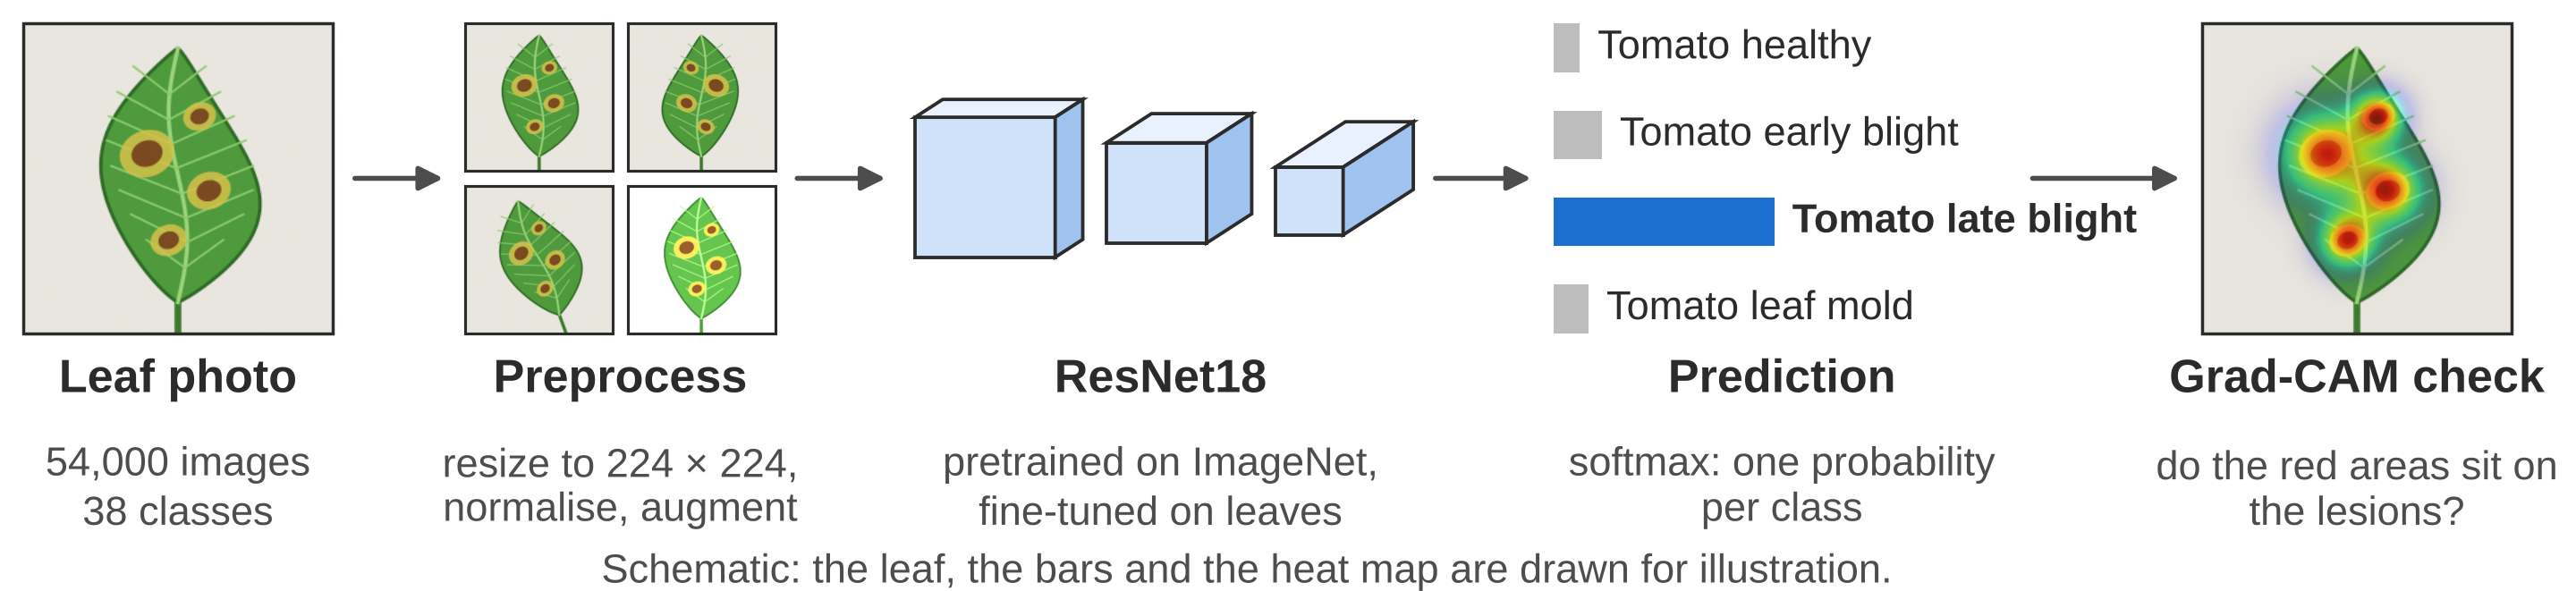 Tomato healthy
Tomato early blight
Tomato late blight
Tomato leaf mold
Leaf photo
54,000 images
38 classes
Preprocess
resize to 224 × 224,
normalise, augment
ResNet18
pretrained on ImageNet,
fine-tuned on leaves
Prediction
softmax: one probability
per class
Grad-CAM check
do the red areas sit on
the lesions?
Schematic: the leaf, the bars and the heat map are drawn for illustration.